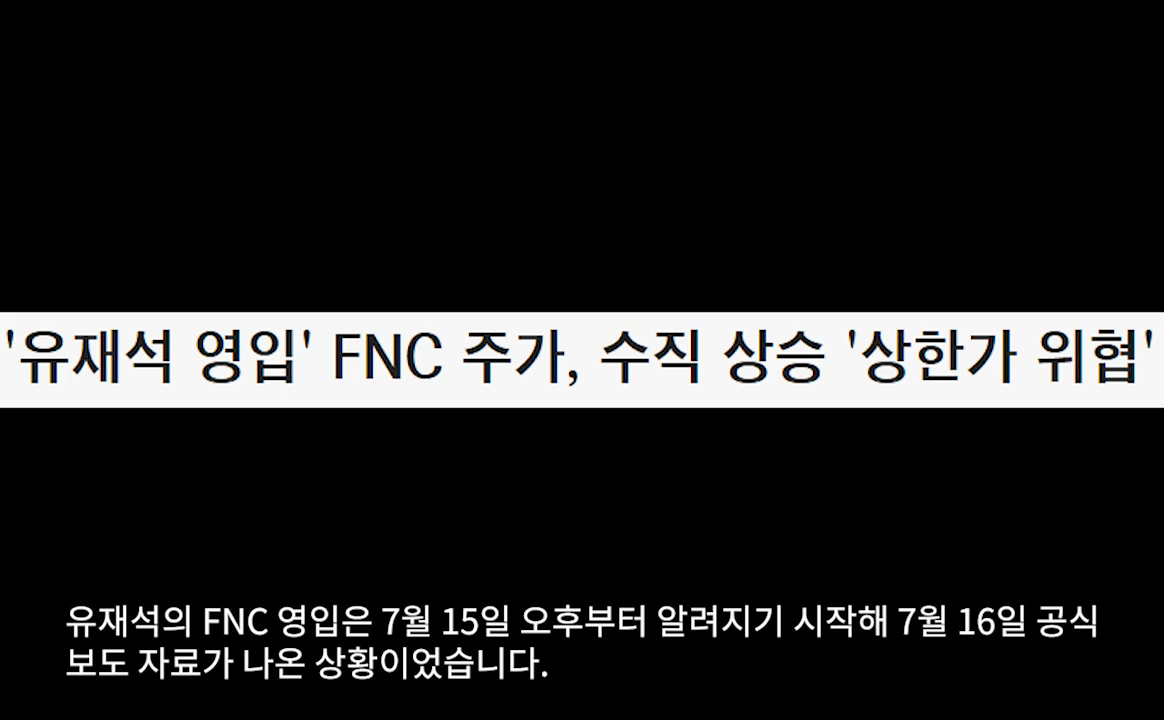 '유재석 영입' FNC 주가, 수직 상승 '상한가 위협'
유재석의 FNC 영입은 7월 15일 오후부터 알려지기 시작해 7월 16일 공식
보도 자료가 나온 상황이었습니다.